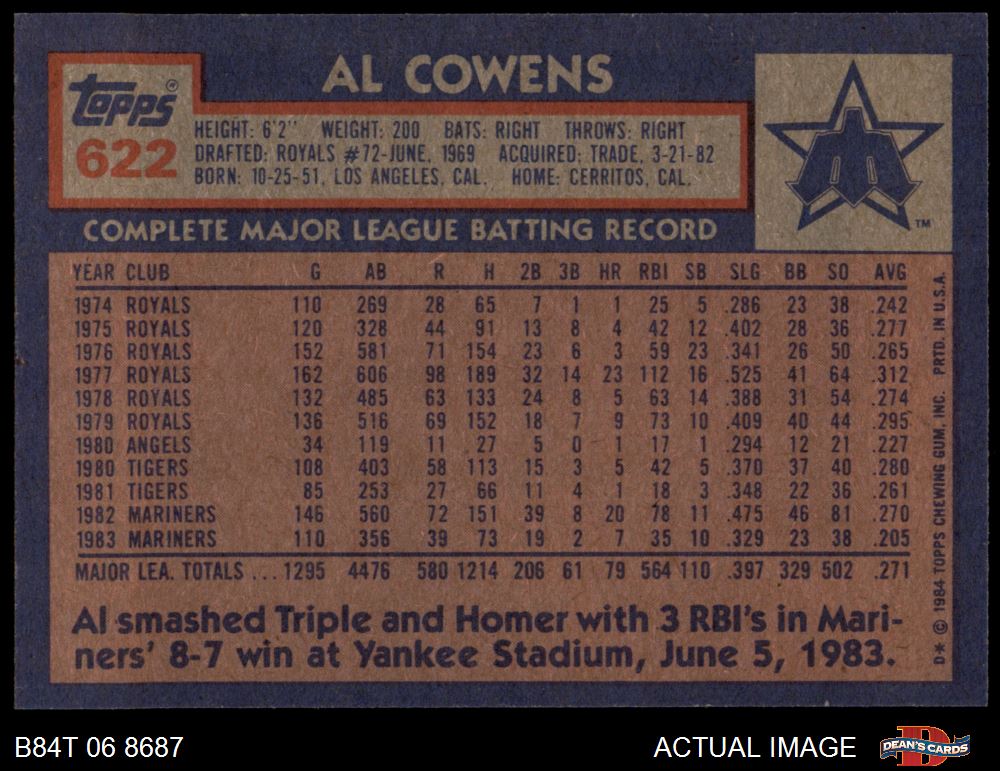 AL COWENS
TOPPS ®
622
HEIGHT: 6'2" WEIGHT: 200 BATS: RIGHT THROWS: RIGHT
DRAFTED: ROYALS #72-JUNE, 1969 ACQUIRED: TRADE, 3-21-82
BORN: 10-25-51, LOS ANGELES, CAL. HOME: CERRITOS, CAL.
TM
COMPLETE MAJOR LEAGUE BATTING RECORD
YEAR CLUB G AB R H 2B 3B HR RBI SB SLG BB SO AVG
1974 ROYALS 110 269 28 65 7 1 1 25 5 .286 23 38 .242
1975 ROYALS 120 328 44 91 13 8 4 42 12 .402 28 36 .277
1976 ROYALS 152 581 71 154 23 6 3 59 23 .341 26 50 .265
1977 ROYALS 162 606 98 189 32 14 23 112 16 .525 41 64 .312
1978 ROYALS 132 485 63 133 24 8 5 63 14 .388 31 54 .274
1979 ROYALS 136 516 69 152 18 7 9 73 10 .409 40 44 .295
1980 ANGELS 34 119 11 27 5 0 1 17 1 .294 12 21 .227
1980 TIGERS 108 403 58 113 15 3 5 42 5 .370 37 40 .280
1981 TIGERS 85 253 27 66 11 4 1 18 3 .348 22 36 .261
1982 MARINERS 146 560 72 151 39 8 20 78 11 .475 46 81 .270
1983 MARINERS 110 356 39 73 19 2 7 35 10 .329 23 38 .205
MAJOR LEA. TOTALS ...1295 4476 580 1214 206 61 79 564 110 .397 329 502 .271
Al smashed Triple and Homer with 3 RBI's in Mari-
ners' 8-7 win at Yankee Stadium, June 5, 1983.
D* © 1984 TOPPS CHEWING GUM, INC. PRTD. IN U.S.A.
B84T 06 8687
ACTUAL IMAGE
DEAN'S CARDS